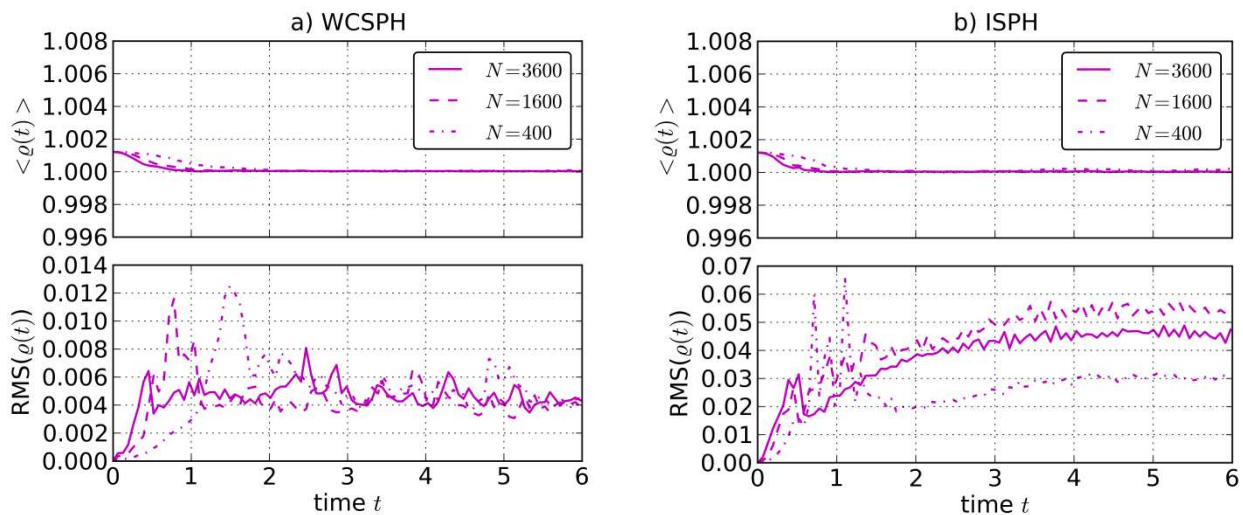 a) WCSPH
<ϱ(t)>
1.008
1.006
1.004
1.002
1.000
0.998
0.996
N=3600
N=1600
N=400
RMS(ϱ(t))
0.014
0.012
0.010
0.008
0.006
0.004
0.002
0.000
0 1 2 3 4 5 6
time t
b) ISPH
<ϱ(t)>
1.008
1.006
1.004
1.002
1.000
0.998
0.996
N=3600
N=1600
N=400
RMS(ϱ(t))
0.07
0.06
0.05
0.04
0.03
0.02
0.01
0.00
0 1 2 3 4 5 6
time t